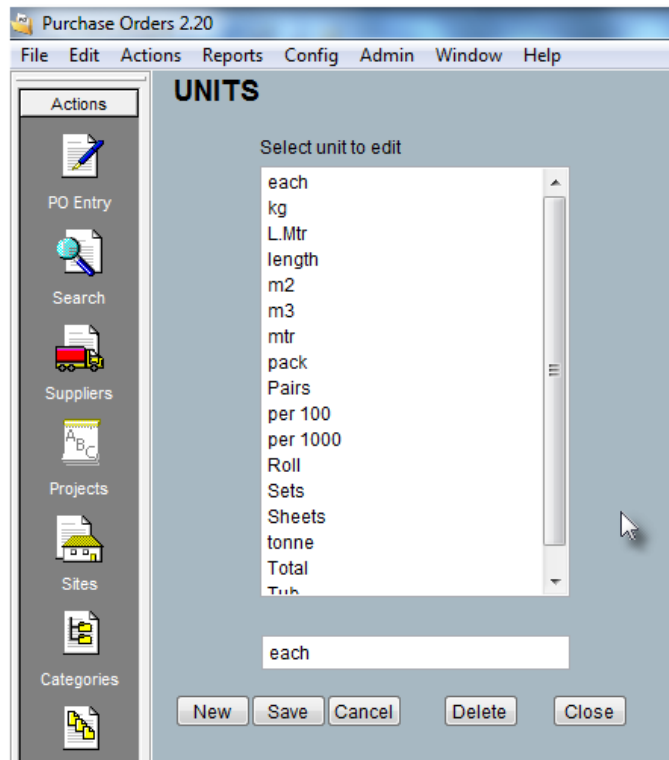 Purchase Orders 2.20
File Edit Actions Reports Config Admin Window Help
Actions
PO Entry
Search
Suppliers
ABC
Projects
Sites
Categories
UNITS
Select unit to edit
each
kg
L.Mtr
length
m2
m3
mtr
pack
Pairs
per 100
per 1000
Roll
Sets
Sheets
tonne
Total
Tub
each
New Save Cancel Delete Close